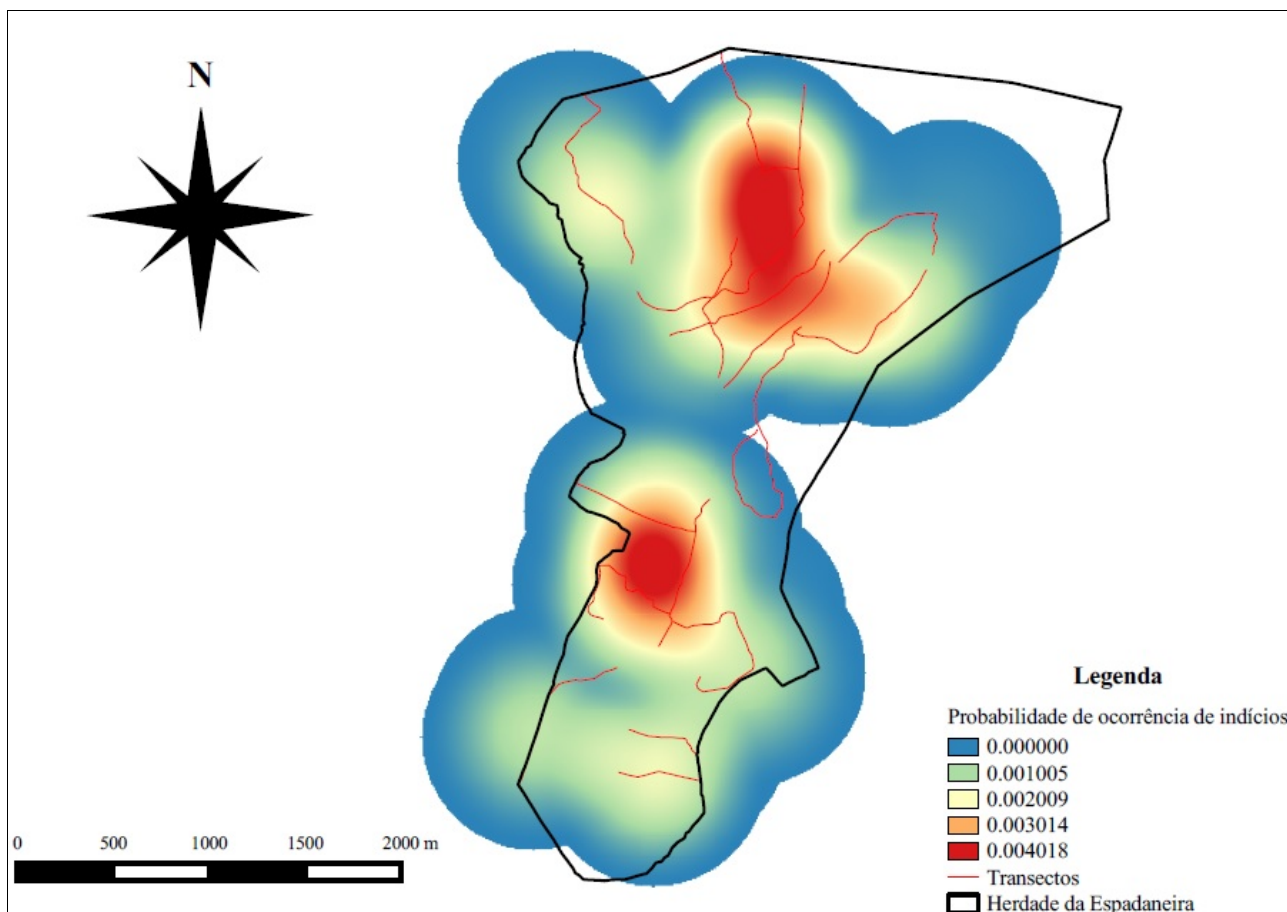 N
Legenda
Probabilidade de ocorrência de indícios
0.000000
0.001005
0.002009
0.003014
0.004018
Transectos
Herdade da Espadaneira
0 500 1000 1500 2000 m